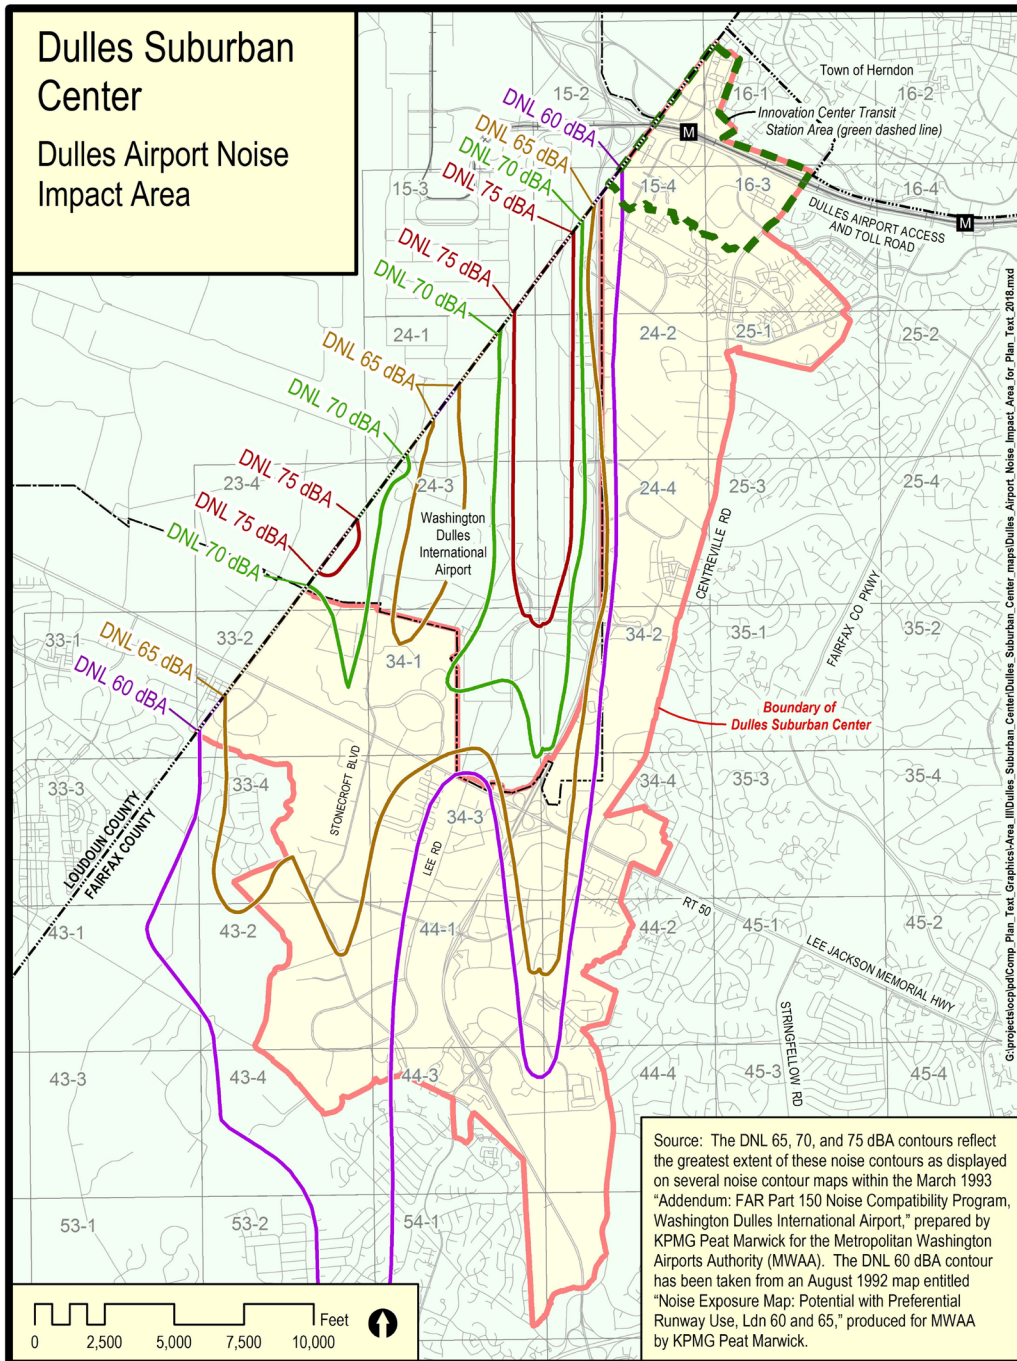 Dulles Suburban
Center
Dulles Airport Noise
Impact Area
Town of Herndon
15-2
16-1
16-2
Innovation Center Transit
Station Area (green dashed line)
DNL 60 dBA
DNL 65 dBA
DNL 70 dBA
DNL 75 dBA
M
15-3
15-4
16-3
16-4
DULLES AIRPORT ACCESS
AND TOLL ROAD
M
DNL 75 dBA
DNL 70 dBA
24-1
24-2
25-1
25-2
DNL 65 dBA
DNL 70 dBA
DNL 75 dBA
23-4
24-3
24-4
25-3
25-4
DNL 75 dBA
Washington
Dulles
International
Airport
DNL 70 dBA
CENTREVILLE RD
FAIRFAX CO PKWY
33-1
33-2
34-1
34-2
35-1
35-2
DNL 65 dBA
DNL 60 dBA
Boundary of
Dulles Suburban Center
STONECROFT BLVD
33-3
33-4
34-3
34-4
35-3
35-4
LOUDOUN COUNTY
FAIRFAX COUNTY
LEE RD
RT 50
43-1
43-2
44-1
44-2
45-1
45-2
LEE JACKSON MEMORIAL HWY
STRINGFELLOW RD
43-3
43-4
44-3
44-4
45-3
45-4
53-1
53-2
54-1
Source: The DNL 65, 70, and 75 dBA contours reflect
the greatest extent of these noise contours as displayed
on several noise contour maps within the March 1993
“Addendum: FAR Part 150 Noise Compatibility Program,
Washington Dulles International Airport,” prepared by
KPMG Peat Marwick for the Metropolitan Washington
Airports Authority (MWAA). The DNL 60 dBA contour
has been taken from an August 1992 map entitled
“Noise Exposure Map: Potential with Preferential
Runway Use, Ldn 60 and 65,” produced for MWAA
by KPMG Peat Marwick.
Feet
0 2,500 5,000 7,500 10,000
G:\projects\ocp\pd\Comp_Plan_Text_Graphics\Area_III\Dulles_Suburban_Center\Dulles_Suburban_Center_maps\Dulles_Airport_Noise_Impact_Area_for_Plan_Text_2018.mxd